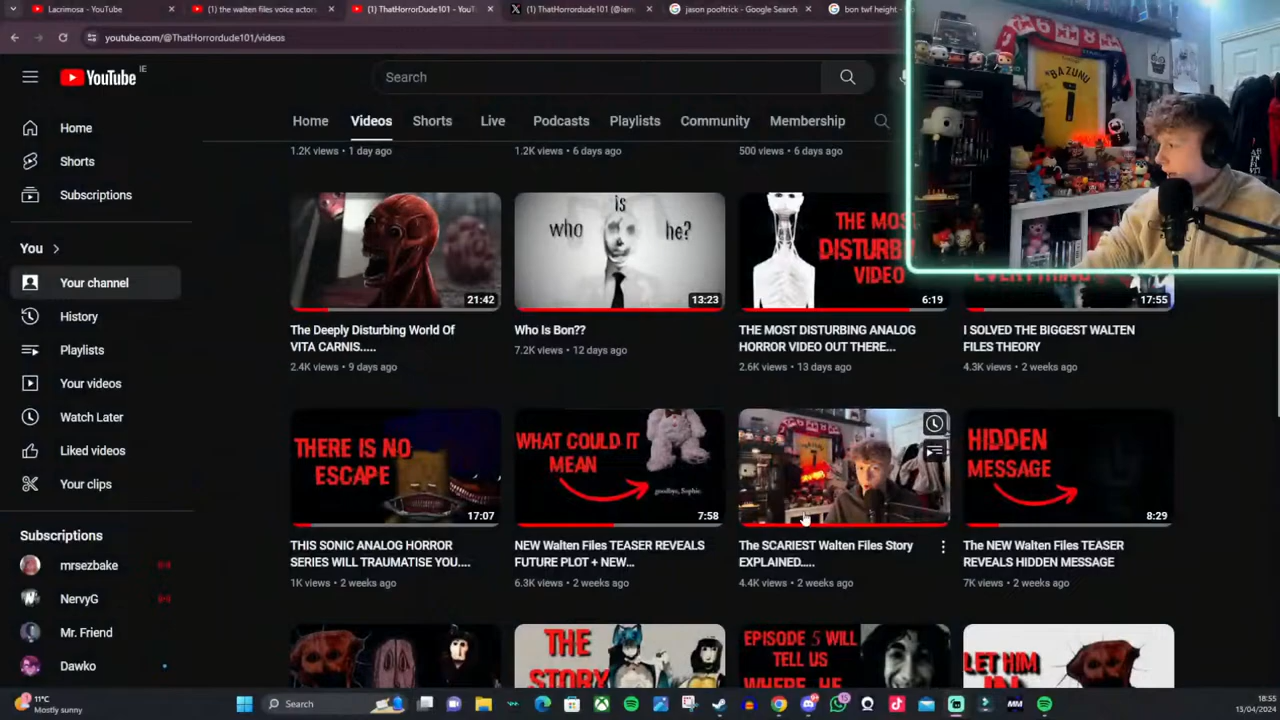 Lacrimosa - YouTube
(1) the walten files voice actors
(1) ThatHorrorDude101 - YouT
(1) ThatHorrordude101 (@iam
jason pooltrick - Google Search
bon twf height -
youtube.com/@ThatHorrordude101/videos
YouTube IE
Search
Home
Videos
Shorts
Live
Podcasts
Playlists
Community
Membership
Home
Shorts
Subscriptions
You
Your channel
History
Playlists
Your videos
Watch Later
Liked videos
Your clips
Subscriptions
mrsezbake
NervyG
Mr. Friend
Dawko
1.2K views • 1 day ago
1.2K views • 6 days ago
500 views • 6 days ago
21:42
The Deeply Disturbing World Of
VITA CARNIS.....
2.4K views • 9 days ago
who is he?
13:23
Who Is Bon??
7.2K views • 12 days ago
THE MOS
DISTURB
VIDEO
6:19
THE MOST DISTURBING ANALOG
HORROR VIDEO OUT THERE...
2.6K views • 13 days ago
17:55
I SOLVED THE BIGGEST WALTEN
FILES THEORY
4.3K views • 2 weeks ago
THERE IS NO
ESCAPE
17:07
THIS SONIC ANALOG HORROR
SERIES WILL TRAUMATISE YOU....
1K views • 2 weeks ago
WHAT COULD IT
MEAN
goodbye, Sophie.
7:58
NEW Walten Files TEASER REVEALS
FUTURE PLOT + NEW...
6.3K views • 2 weeks ago
The SCARIEST Walten Files Story
EXPLAINED.....
4.4K views • 2 weeks ago
HIDDEN
MESSAGE
8:29
The NEW Walten Files TEASER
REVEALS HIDDEN MESSAGE
7K views • 2 weeks ago
THE
STORY
EPISODE 5 WILL
TELL US
WHERE HE
LET HIM
IN
BAZUNU
1
11°C
Mostly sunny
Search
18:55
13/04/2024